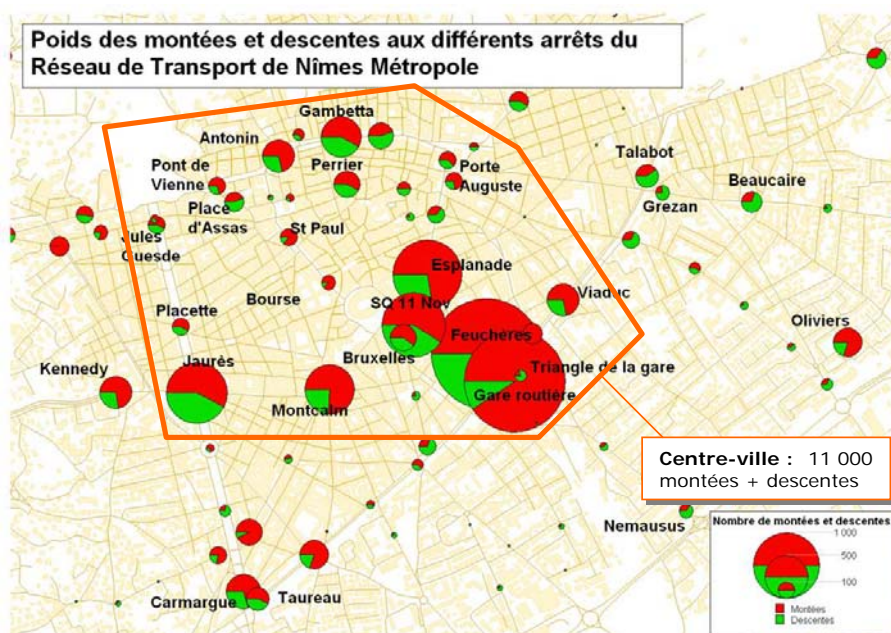 Poids des montées et descentes aux différents arrêts du
Réseau de Transport de Nîmes Métropole
Gambetta
Antonin
Pont de
Vienne
Perrier
Porte
Auguste
Talabot
Beaucaire
Grezan
Place
d'Assas
St Paul
Jules
Guesde
Esplanade
Bourse
SQ 11 Nov
Viaduc
Placette
Feuchères
Oliviers
Bruxelles
Kennedy
Jaurès
Triangle de la gare
Gare routière
Montcalm
Centre-ville : 11 000
montées + descentes
Nemausus
Nombre de montées et descentes
1 000
500
100
Montées
Descentes
Carmargue
Taureau